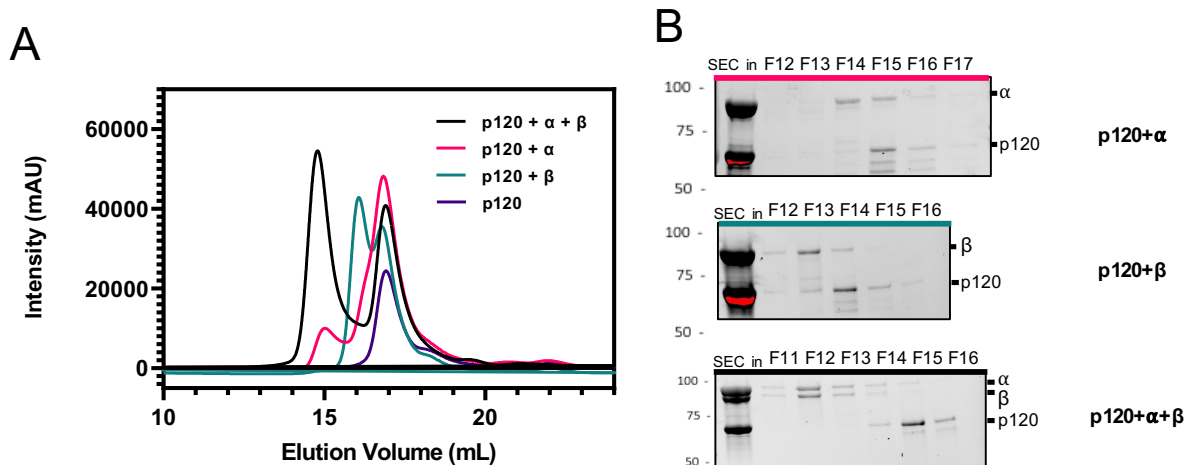 A
Intensity (mAU)
60000
40000
20000
0
10
15
20
Elution Volume (mL)
p120 + α + β
p120 + α
p120 + β
p120
B
SEC in F12 F13 F14 F15 F16 F17
100 -
75 -
50 -
α
p120
p120+α
SEC in F12 F13 F14 F15 F16
100 -
75 -
50 -
β
p120
p120+β
SEC in F11 F12 F13 F14 F15 F16
100 -
75 -
50 -
α
β
p120
p120+α+β